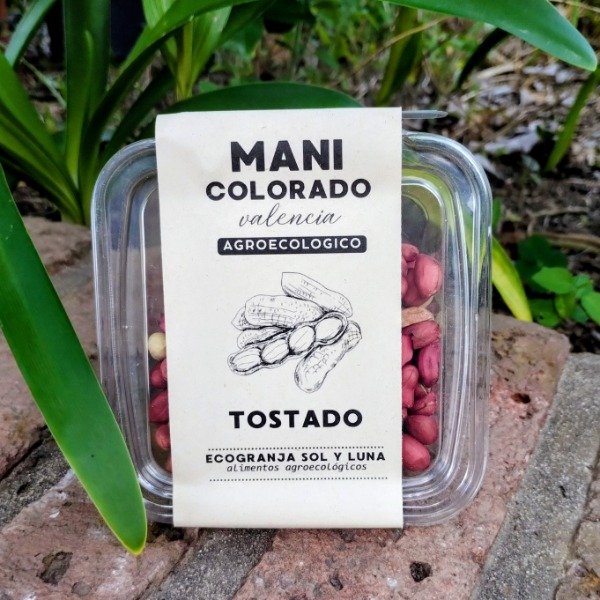 MANI
COLORADO
valencia
AGROECOLOGICO
TOSTADO
ECOGRANJA SOL Y LUNA
alimentos agroecológicos